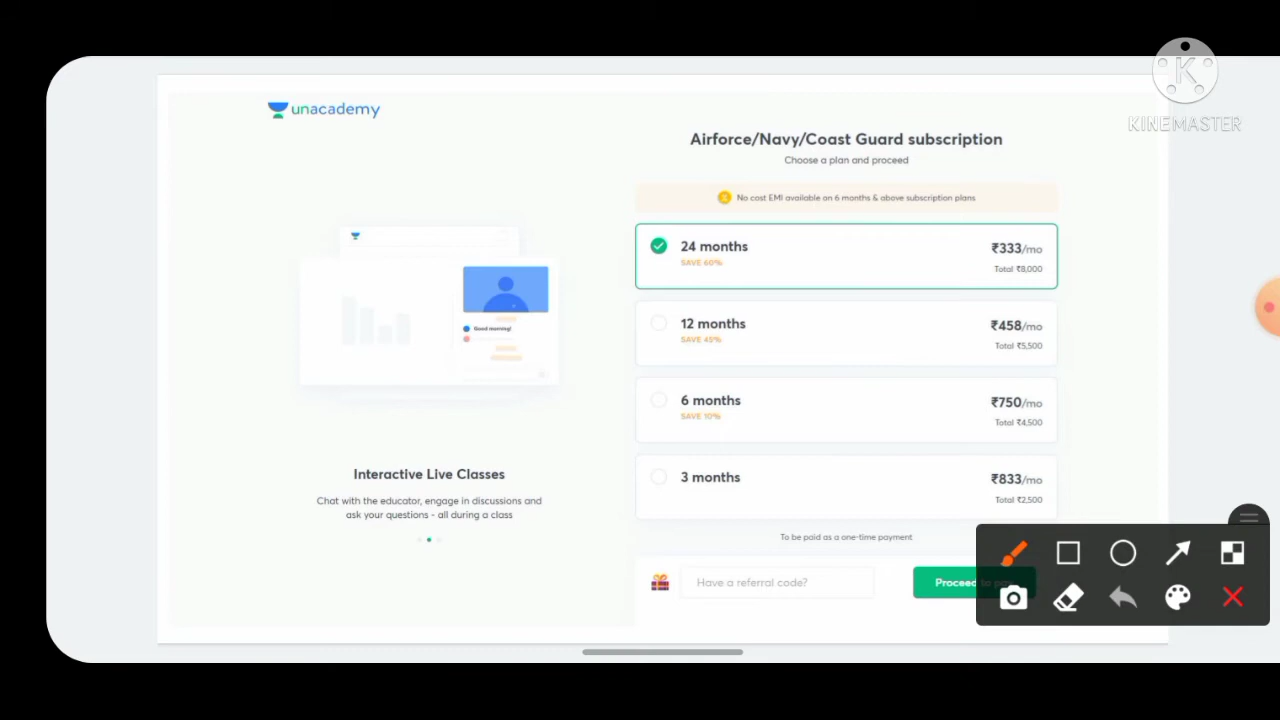 unacademy
KINEMASTER
Airforce/Navy/Coast Guard subscription
Choose a plan and proceed
No cost EMI available on 6 months & above subscription plans
24 months
SAVE 60%
₹333/mo
Total ₹8,000
12 months
SAVE 45%
₹458/mo
Total ₹5,500
6 months
SAVE 10%
₹750/mo
Total ₹4,500
3 months
₹833/mo
Total ₹2,500
Good morning!
Interactive Live Classes
Chat with the educator, engage in discussions and
ask your questions - all during a class
To be paid as a one-time payment
Have a referral code?
Proceed to pay